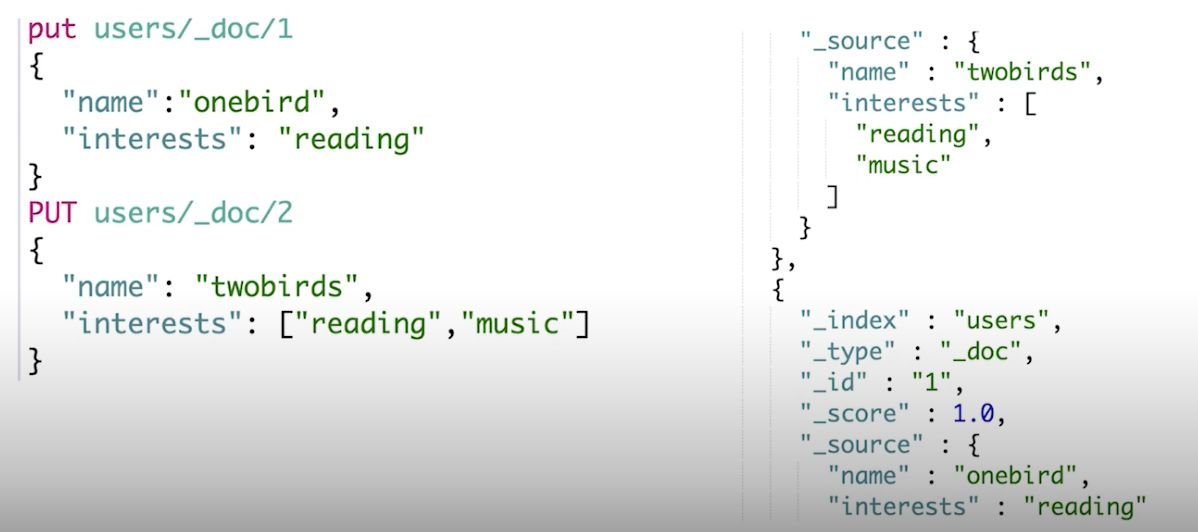 put users/_doc/1
{
"name":"onebird",
"interests": "reading"
}
PUT users/_doc/2
{
"name": "twobirds",
"interests": ["reading","music"]
}
"_source" : {
"name" : "twobirds",
"interests" : [
"reading",
"music"
]
}
},
{
"_index" : "users",
"_type" : "_doc",
"_id" : "1",
"_score" : 1.0,
"_source" : {
"name" : "onebird",
"interests" : "reading"